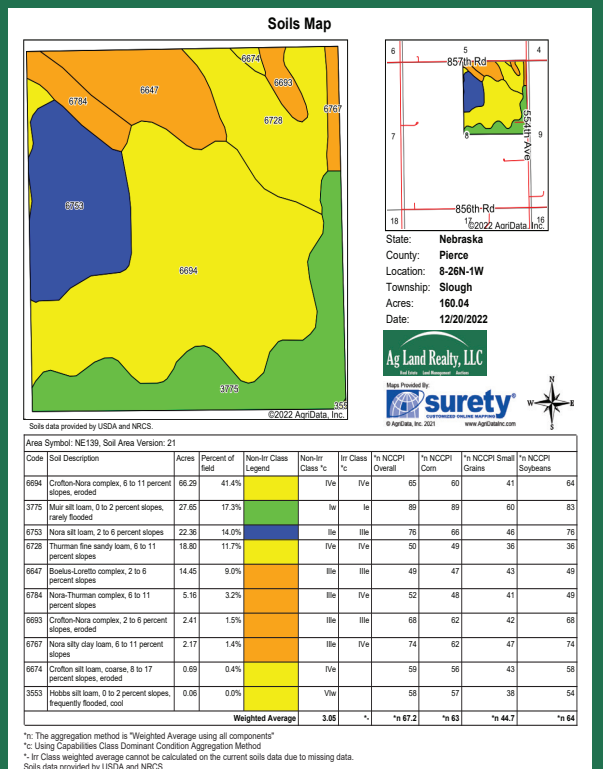 Soils Map
6674
6693
6647
6784
6767
6728
6753
6694
3775
355
©2022 AgriData, Inc.
Soils data provided by USDA and NRCS.
6
5
4
857th Rd
7
8
9
554th Ave
856th Rd
18
17
16
©2022 AgriData, Inc.
State: Nebraska
County: Pierce
Location: 8-26N-1W
Township: Slough
Acres: 160.04
Date: 12/20/2022
Ag Land Realty, LLC
Real Estate Land Management Auctions
Maps Provided By:
surety®
CUSTOMIZED ONLINE MAPPING
© AgriData, Inc. 2021 www.AgriDataInc.com
N
W E
S
Area Symbol: NE139, Soil Area Version: 21
Code Soil Description Acres Percent of field Non-Irr Class Legend Non-Irr Class *c Irr Class *c *n NCCPI Overall *n NCCPI Corn *n NCCPI Small Grains *n NCCPI Soybeans
6694 Crofton-Nora complex, 6 to 11 percent slopes, eroded 66.29 41.4% IVe IVe 65 60 41 64
3775 Muir silt loam, 0 to 2 percent slopes, rarely flooded 27.65 17.3% Iw Ie 89 89 60 83
6753 Nora silt loam, 2 to 6 percent slopes 22.36 14.0% IIe IIIe 76 66 46 76
6728 Thurman fine sandy loam, 6 to 11 percent slopes 18.80 11.7% IVe IVe 50 49 36 36
6647 Boelus-Loretto complex, 2 to 6 percent slopes 14.45 9.0% IIIe IIIe 49 47 43 49
6784 Nora-Thurman complex, 6 to 11 percent slopes 5.16 3.2% IIIe IVe 52 48 41 49
6693 Crofton-Nora complex, 2 to 6 percent slopes, eroded 2.41 1.5% IIIe IIIe 68 62 42 68
6767 Nora silty clay loam, 6 to 11 percent slopes 2.17 1.4% IIIe IVe 74 62 47 74
6674 Crofton silt loam, coarse, 8 to 17 percent slopes, eroded 0.69 0.4% IVe 59 56 43 58
3553 Hobbs silt loam, 0 to 2 percent slopes, frequently flooded, cool 0.06 0.0% VIw 58 57 38 54
Weighted Average 3.05 *- *n 67.2 *n 63 *n 44.7 *n 64
*n: The aggregation method is "Weighted Average using all components"
*c: Using Capabilities Class Dominant Condition Aggregation Method
*- Irr Class weighted average cannot be calculated on the current soils data due to missing data.
Soils data provided by USDA and NRCS